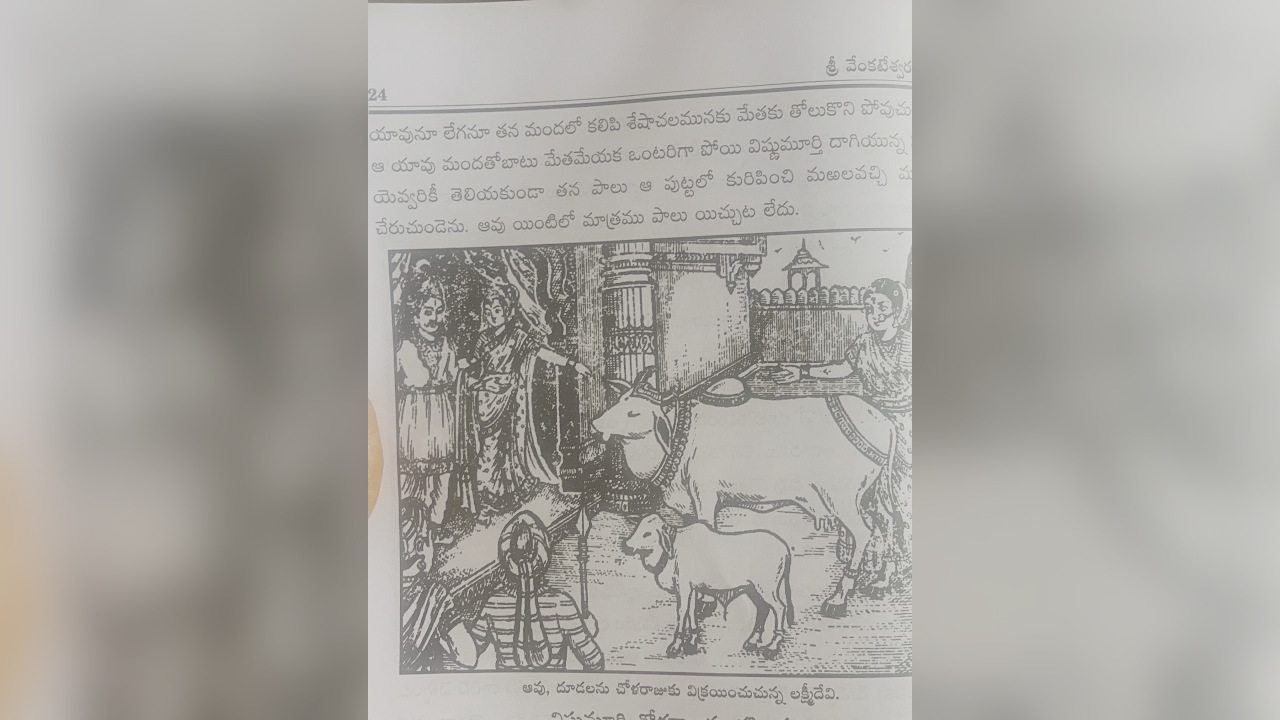 శ్రీ వేంకటేశ్వర
24
యావునూ లేగనూ తన మందలో కలిపి శేషాచలమునకు మేతకు తోలుకొని పోవుచు
ఆ యావు మందతోబాటు మేతమేయక ఒంటరిగా పోయి విష్ణుమూర్తి దాగియున్న
యెవ్వరికీ తెలియకుండా తన పాలు ఆ పుట్టలో కురిపించి మఱలవచ్చి మ
చేరుచుండెను. ఆవు యింటిలో మాత్రము పాలు యిచ్చుట లేదు.
ఆవు, దూడలను చోళరాజుకు విక్రయించుచున్న లక్ష్మీదేవి.